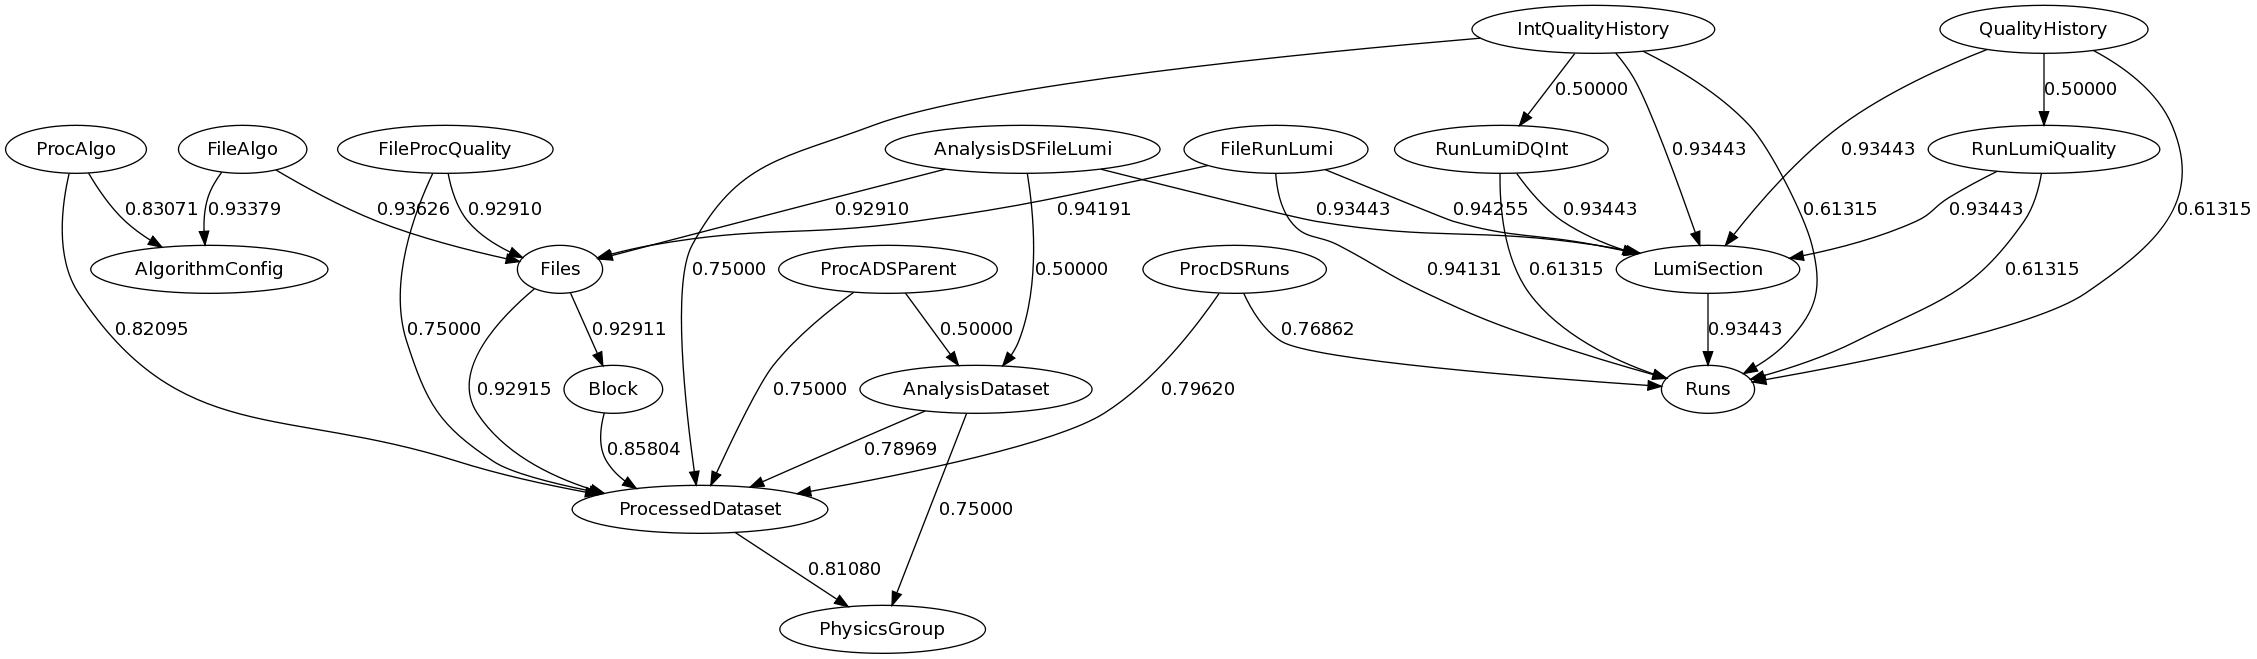 IntQualityHistory
QualityHistory
0.50000
0.50000
ProcAlgo
FileAlgo
FileProcQuality
AnalysisDSFileLumi
FileRunLumi
RunLumiDQInt
0.93443
0.93443
RunLumiQuality
0.83071
0.93379
0.93626
0.92910
0.92910
0.94191
0.93443
0.94255
0.93443
0.61315
0.93443
0.61315
AlgorithmConfig
Files
0.75000
ProcADSParent
0.50000
ProcDSRuns
0.94131
0.61315
LumiSection
0.61315
0.82095
0.75000
0.92911
0.50000
0.76862
0.93443
0.92915
Block
0.75000
AnalysisDataset
0.79620
Runs
0.85804
0.78969
ProcessedDataset
0.75000
0.81080
PhysicsGroup